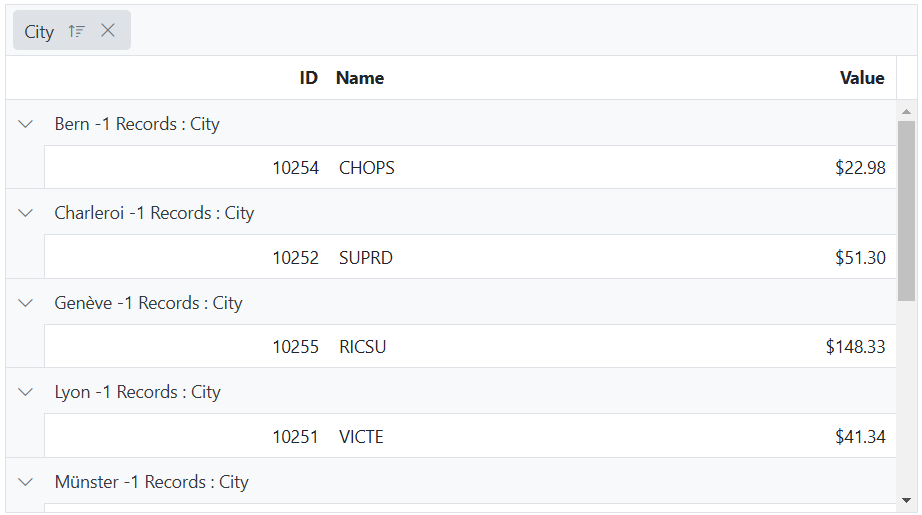 City
ID Name Value
Bern -1 Records : City
10254 CHOPS $22.98
Charleroi -1 Records : City
10252 SUPRD $51.30
Genève -1 Records : City
10255 RICSU $148.33
Lyon -1 Records : City
10251 VICTE $41.34
Münster -1 Records : City